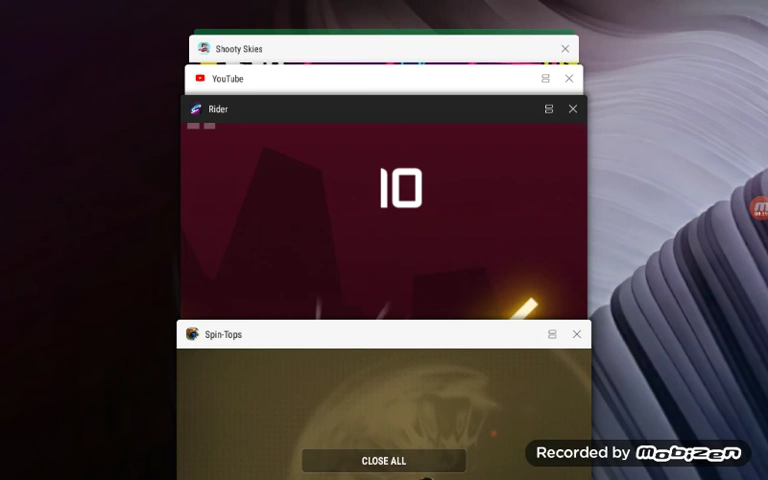 Shooty Skies
YouTube
Rider
10
Spin-Tops
CLOSE ALL
Recorded by MOBIZEN